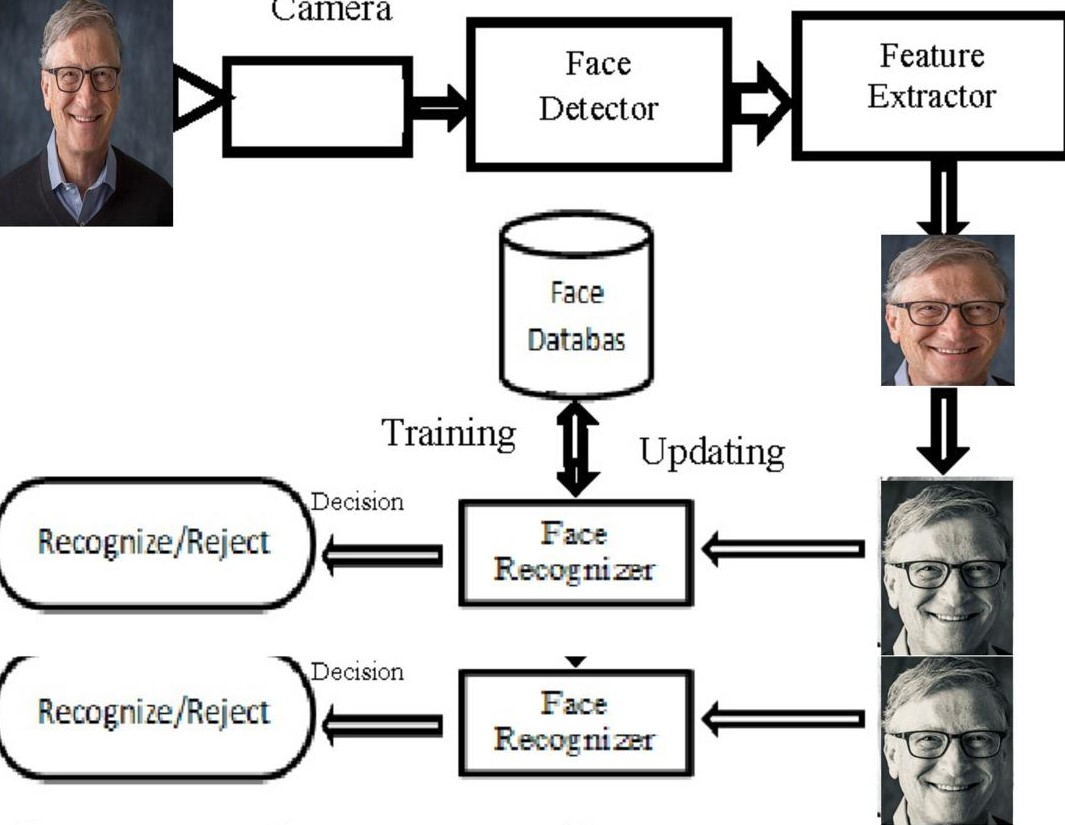 Camera
Face
Detector
Feature
Extractor
Face
Databas
Training
Updating
Decision
Recognize/Reject
Face
Recognizer
Decision
Recognize/Reject
Face
Recognizer